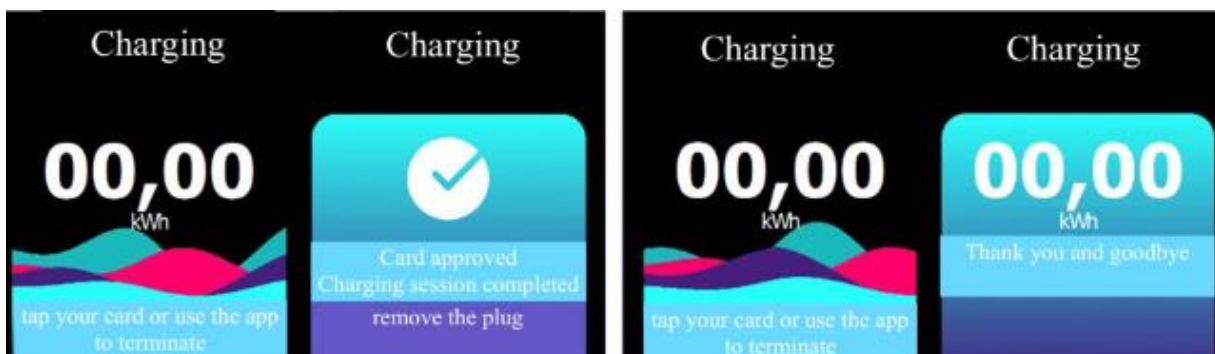 Charging
00,00
kWh
tap your card or use the app
to terminate
Charging
Card approved
Charging session completed
remove the plug
Charging
00,00
kWh
tap your card or use the app
to terminate
Charging
00,00
kWh
Thank you and goodbye